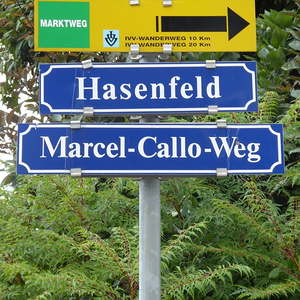 MARKTWEG
IVV-WANDERWEG 10 Km
IVV-WANDERWEG 20 Km
Hasenfeld
Marcel-Callo-Weg